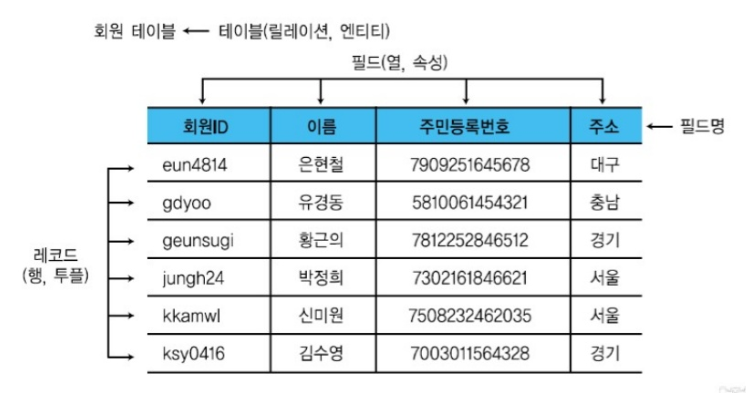 회원 테이블 ← 테이블(릴레이션, 엔티티)
필드(열, 속성)
회원ID 이름 주민등록번호 주소 ← 필드명
eun4814 은현철 7909251645678 대구
gdyoo 유경동 5810061454321 충남
geunsugi 황근의 7812252846512 경기
레코드
(행, 투플)
jungh24 박정희 7302161846621 서울
kkamwl 신미원 7508232462035 서울
ksy0416 김수영 7003011564328 경기